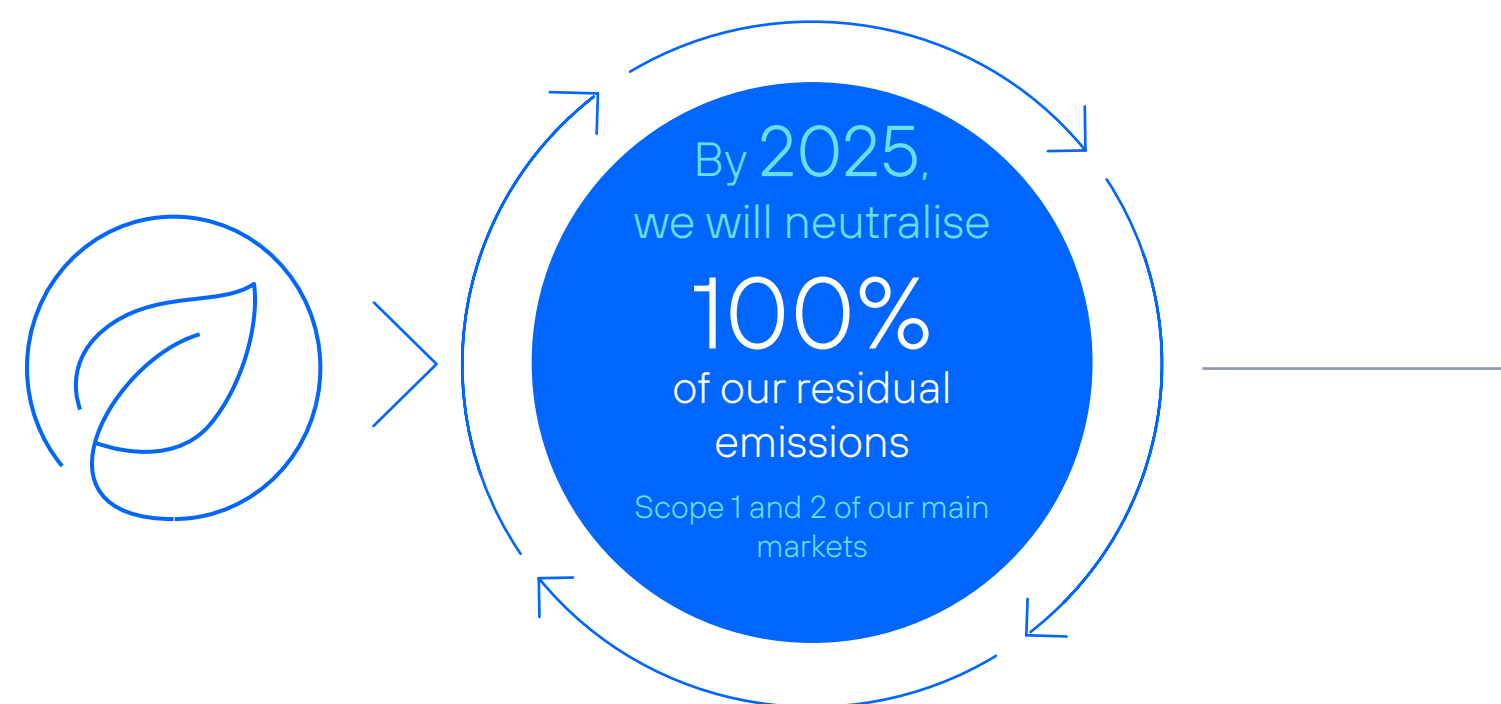 By 2025,
we will neutralise
100%
of our residual
emissions
Scope 1 and 2 of our main
markets